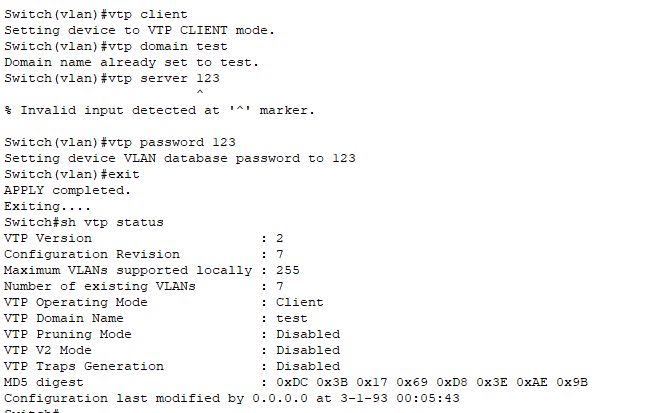 Switch(vlan)#vtp client
Setting device to VTP CLIENT mode.
Switch(vlan)#vtp domain test
Domain name already set to test.
Switch(vlan)#vtp server 123
^
% Invalid input detected at '^' marker.
Switch(vlan)#vtp password 123
Setting device VLAN database password to 123
Switch(vlan)#exit
APPLY completed.
Exiting....
Switch#sh vtp status
VTP Version : 2
Configuration Revision : 7
Maximum VLANs supported locally : 255
Number of existing VLANs : 7
VTP Operating Mode : Client
VTP Domain Name : test
VTP Pruning Mode : Disabled
VTP V2 Mode : Disabled
VTP Traps Generation : Disabled
MD5 digest : 0xDC 0x3B 0x17 0x69 0xD8 0x3E 0xAE 0x9B
Configuration last modified by 0.0.0.0 at 3-1-93 00:05:43
Switch#